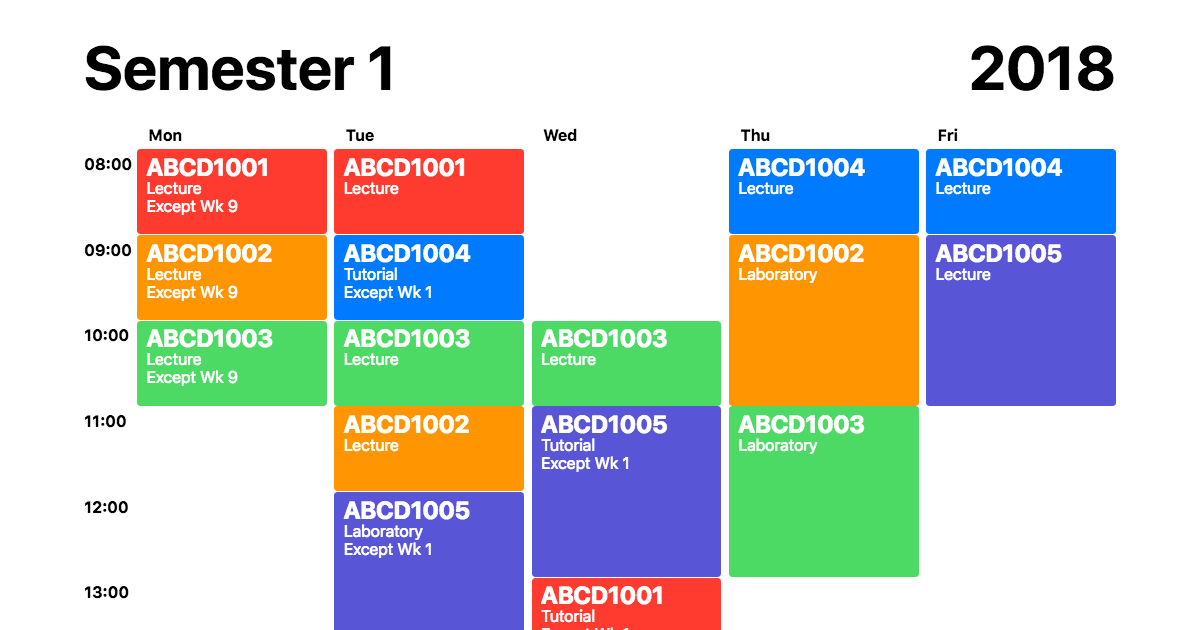 Semester 1
2018
Mon
Tue
Wed
Thu
Fri
08:00
ABCD1001
Lecture
Except Wk 9
ABCD1001
Lecture
ABCD1004
Lecture
ABCD1004
Lecture
09:00
ABCD1002
Lecture
Except Wk 9
ABCD1004
Tutorial
Except Wk 1
ABCD1002
Laboratory
ABCD1005
Lecture
10:00
ABCD1003
Lecture
Except Wk 9
ABCD1003
Lecture
ABCD1003
Lecture
11:00
ABCD1002
Lecture
ABCD1005
Tutorial
Except Wk 1
ABCD1003
Laboratory
12:00
ABCD1005
Laboratory
Except Wk 1
13:00
ABCD1001
Tutorial